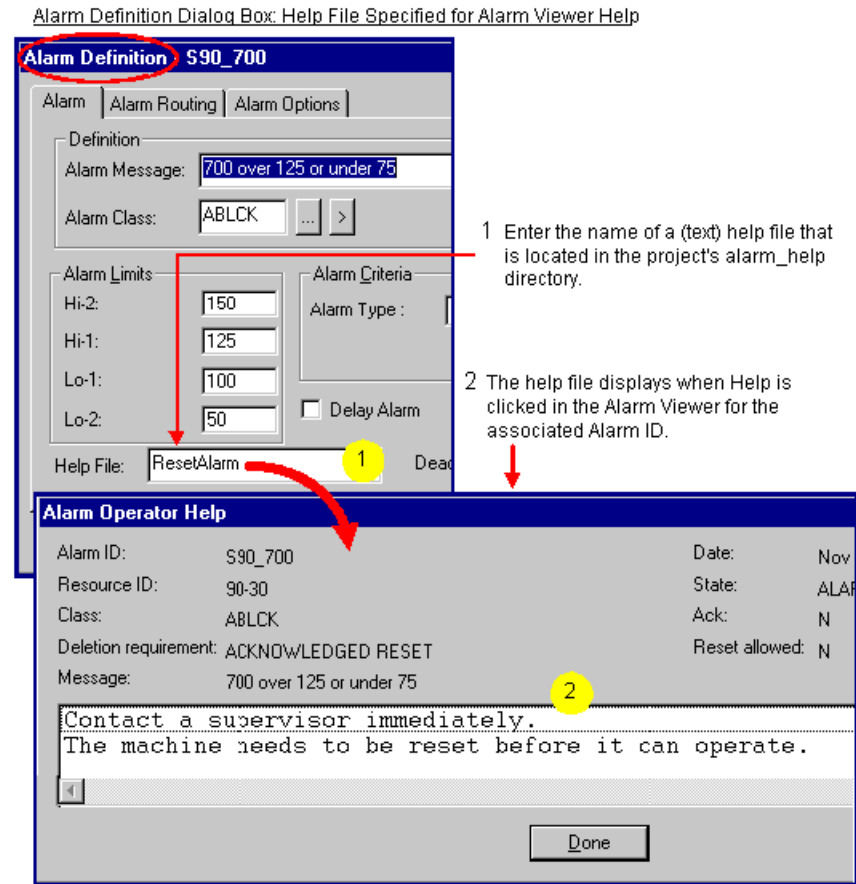 Alarm Definition Dialog Box: Help File Specified for Alarm Viewer Help
Alarm Definition - S90_700
Alarm Alarm Routing Alarm Options
Definition
Alarm Message: 700 over 125 or under 75
Alarm Class: ABLCK ... >
1 Enter the name of a (text) help file that
is located in the project's alarm_help
directory.
Alarm Limits
Hi-2: 150
Hi-1: 125
Lo-1: 100
Lo-2: 50
Alarm Criteria
Alarm Type :
Delay Alarm
2 The help file displays when Help is
clicked in the Alarm Viewer for the
associated Alarm ID.
Help File: ResetAlarm 1 Dead
Alarm Operator Help
Alarm ID: S90_700 Date: Nov
Resource ID: 90-30 State: ALAR
Class: ABLCK Ack: N
Deletion requirement: ACKNOWLEDGED RESET Reset allowed: N
Message: 700 over 125 or under 75
2
Contact a supervisor immediately.
The machine needs to be reset before it can operate.
Done